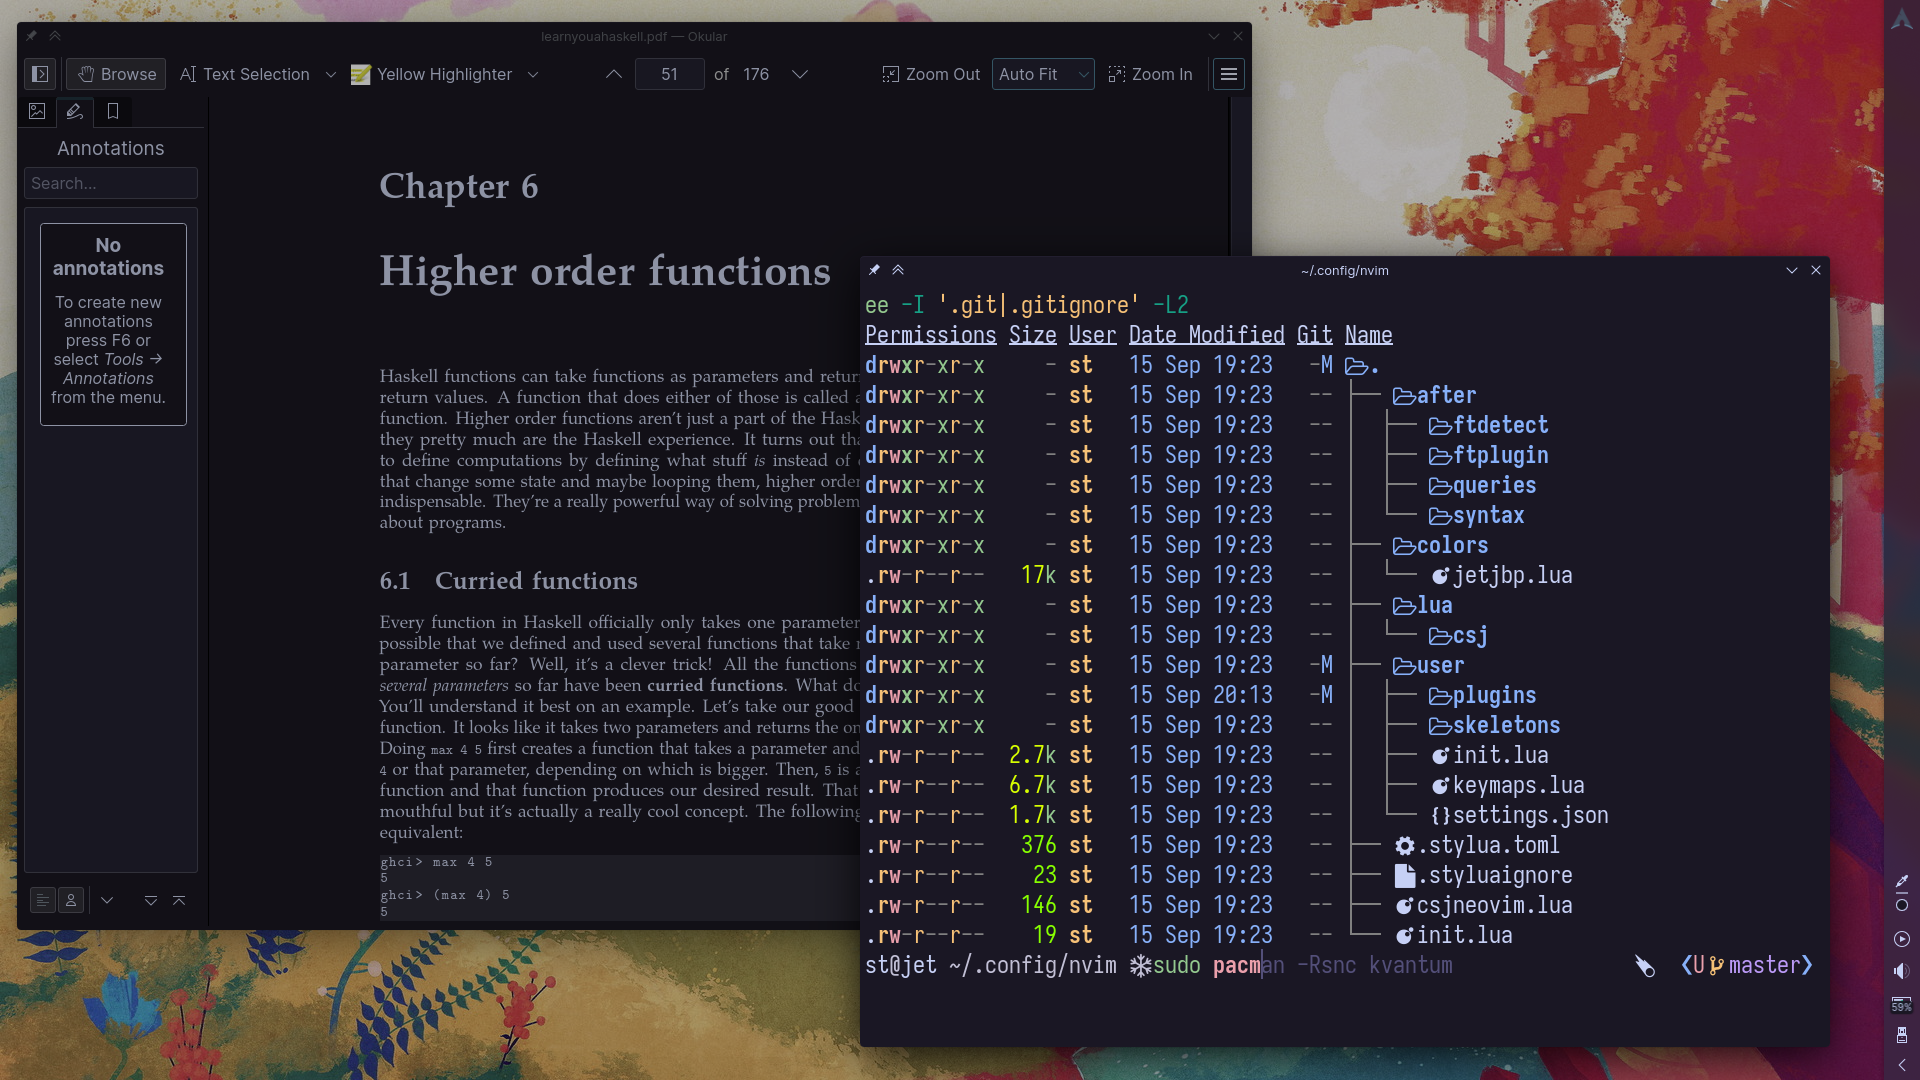 learnyouahaskell.pdf — Okular
Browse Text Selection Yellow Highlighter 51 of 176 Zoom Out Auto Fit Zoom In
Annotations
Search...
No
annotations
To create new
annotations
press F6 or
select Tools →
Annotations
from the menu.
Chapter 6
Higher order functions
Haskell functions can take functions as parameters and retur
return values. A function that does either of those is called
function. Higher order functions aren't just a part of the Hask
they pretty much are the Haskell experience. It turns out tha
to define computations by defining what stuff is instead of
that change some state and maybe looping them, higher order
indispensable. They're a really powerful way of solving problem
about programs.
6.1 Curried functions
Every function in Haskell officially only takes one parameter
possible that we defined and used several functions that take
parameter so far? Well, it's a clever trick! All the functions
several parameters so far have been curried functions. What do
You'll understand it best on an example. Let's take our good
function. It looks like it takes two parameters and returns the on
Doing max 4 5 first creates a function that takes a parameter and
4 or that parameter, depending on which is bigger. Then, 5 is a
function and that function produces our desired result. That
mouthful but it's actually a really cool concept. The following
equivalent:
ghci> max 4 5
5
ghci> (max 4) 5
5
~/.config/nvim
ee -I '.git|.gitignore' -L2
Permissions Size User Date Modified Git Name
drwxr-xr-x - st 15 Sep 19:23 -M .
drwxr-xr-x - st 15 Sep 19:23 -- ├── after
drwxr-xr-x - st 15 Sep 19:23 -- │ ├── ftdetect
drwxr-xr-x - st 15 Sep 19:23 -- │ ├── ftplugin
drwxr-xr-x - st 15 Sep 19:23 -- │ ├── queries
drwxr-xr-x - st 15 Sep 19:23 -- │ └── syntax
drwxr-xr-x - st 15 Sep 19:23 -- ├── colors
.rw-r--r-- 17k st 15 Sep 19:23 -- │ └── jetjbp.lua
drwxr-xr-x - st 15 Sep 19:23 -- ├── lua
drwxr-xr-x - st 15 Sep 19:23 -- │ └── csj
drwxr-xr-x - st 15 Sep 19:23 -M ├── user
drwxr-xr-x - st 15 Sep 20:13 -M │ ├── plugins
drwxr-xr-x - st 15 Sep 19:23 -- │ ├── skeletons
.rw-r--r-- 2.7k st 15 Sep 19:23 -- │ ├── init.lua
.rw-r--r-- 6.7k st 15 Sep 19:23 -- │ ├── keymaps.lua
.rw-r--r-- 1.7k st 15 Sep 19:23 -- │ └── {}settings.json
.rw-r--r-- 376 st 15 Sep 19:23 -- ├── .stylua.toml
.rw-r--r-- 23 st 15 Sep 19:23 -- ├── .styluaignore
.rw-r--r-- 146 st 15 Sep 19:23 -- ├── csjneovim.lua
.rw-r--r-- 19 st 15 Sep 19:23 -- └── init.lua
st@jet ~/.config/nvim ❄sudo pacman -Rsnc kvantum ❮U master❯
59%